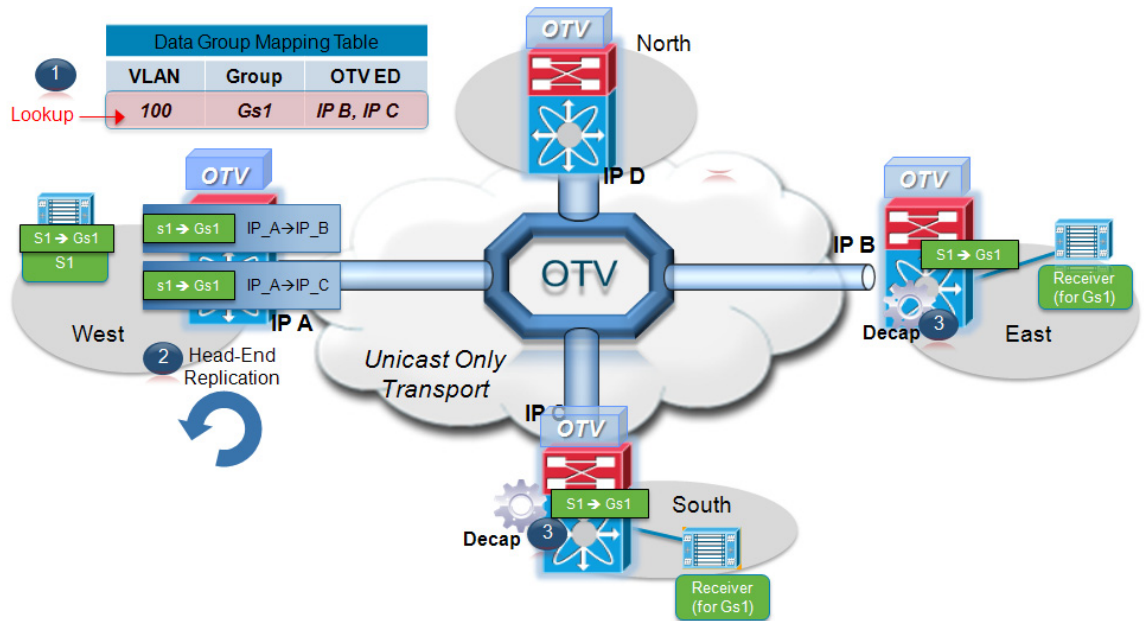 Data Group Mapping Table
VLAN Group OTV ED
100 Gs1 IP B, IP C
1
Lookup
OTV
North
IP D
OTV
S1 → Gs1
S1
s1 → Gs1 IP_A→IP_B
s1 → Gs1 IP_A→IP_C
IP A
West
2
Head-End
Replication
OTV
Unicast Only
Transport
OTV
IP B
S1 → Gs1
Receiver
(for Gs1)
Decap
3
East
IP C
OTV
S1 → Gs1
South
Decap
3
Receiver
(for Gs1)